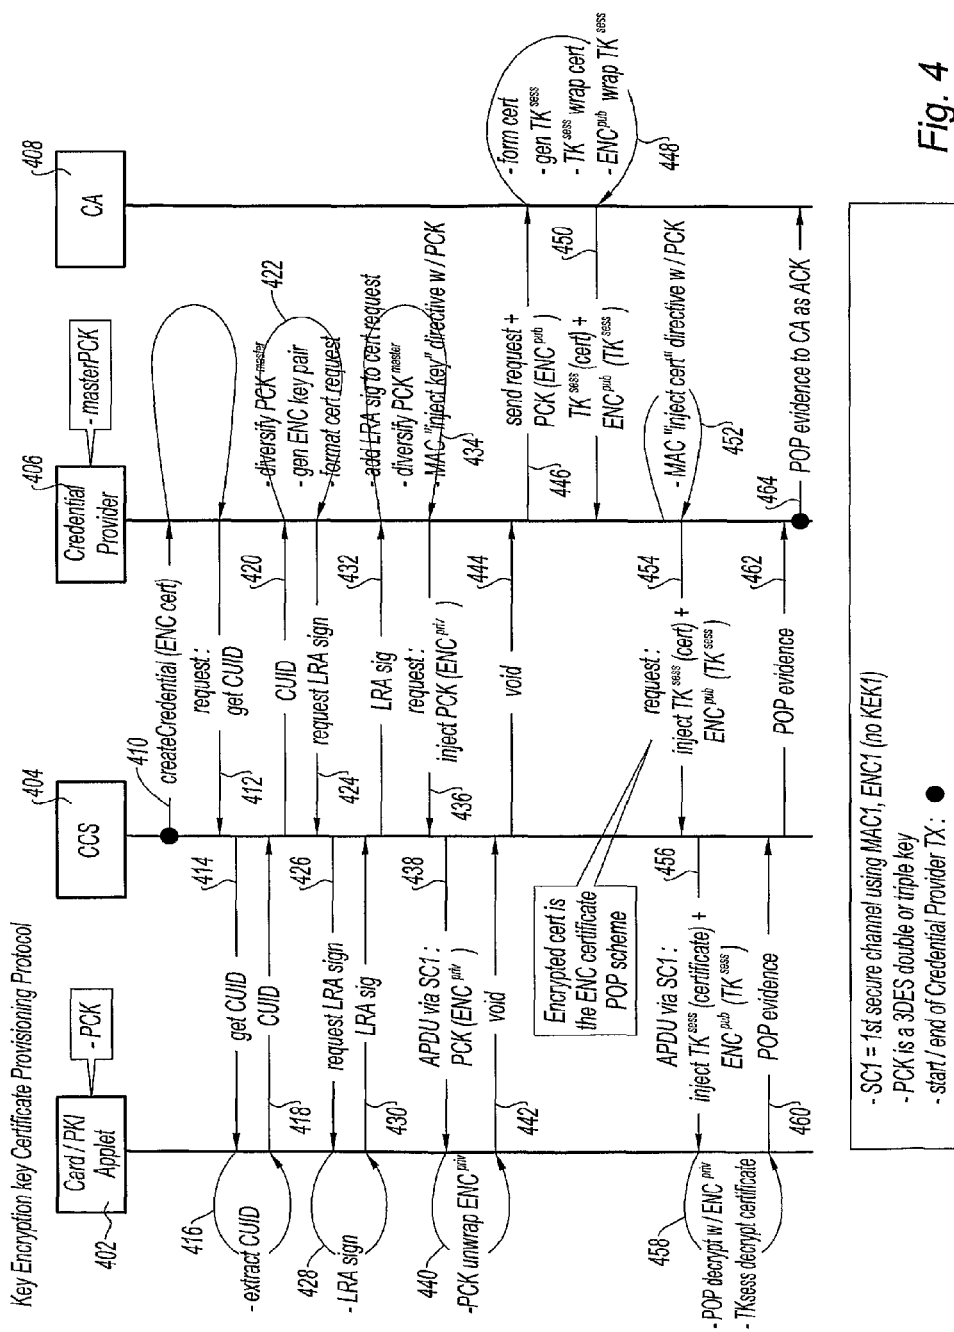 Key Encryption key Certificate Provisioning Protocol
Card / PKI
Applet
402
- PCK
CCS
404
Credential
Provider
406
- masterPCK
CA
408
410
createCredential (ENC cert)
request :
get CUID
412
414
get CUID
416
- extract CUID
CUID
418
CUID
420
- diversify PCK master
- gen ENC key pair
- format cert request
422
request LRA sign
424
426
request LRA sign
428
- LRA sign
LRA sig
430
LRA sig
432
- add LRA sig to cert request
- diversify PCK master
- MAC "inject key" directive w / PCK
434
request :
inject PCK (ENC priv )
436
438
APDU via SC1 :
PCK (ENC priv )
440
- PCK unwrap ENC priv
void
442
void
444
send request +
PCK (ENC pub )
446
- form cert
- gen TK sess
- TK sess wrap cert)
- ENC pub wrap TK sess
448
450
TK sess (cert) +
ENC pub (TK sess )
- MAC "inject cert" directive w / PCK
452
454
request :
inject TK sess (cert) +
ENC pub (TK sess )
Encrypted cert is
the ENC certificate
POP scheme
456
APDU via SC1 :
inject TK sess (certificate) +
ENC pub (TK sess )
458
- POP decrypt w / ENC priv
- TKsess decrypt certificate
POP evidence
460
POP evidence
462
464
POP evidence to CA as ACK
- SC1 = 1st secure channel using MAC1, ENC1 (no KEK1)
- PCK is a 3DES double or triple key
- start / end of Credential Provider TX :
Fig. 4